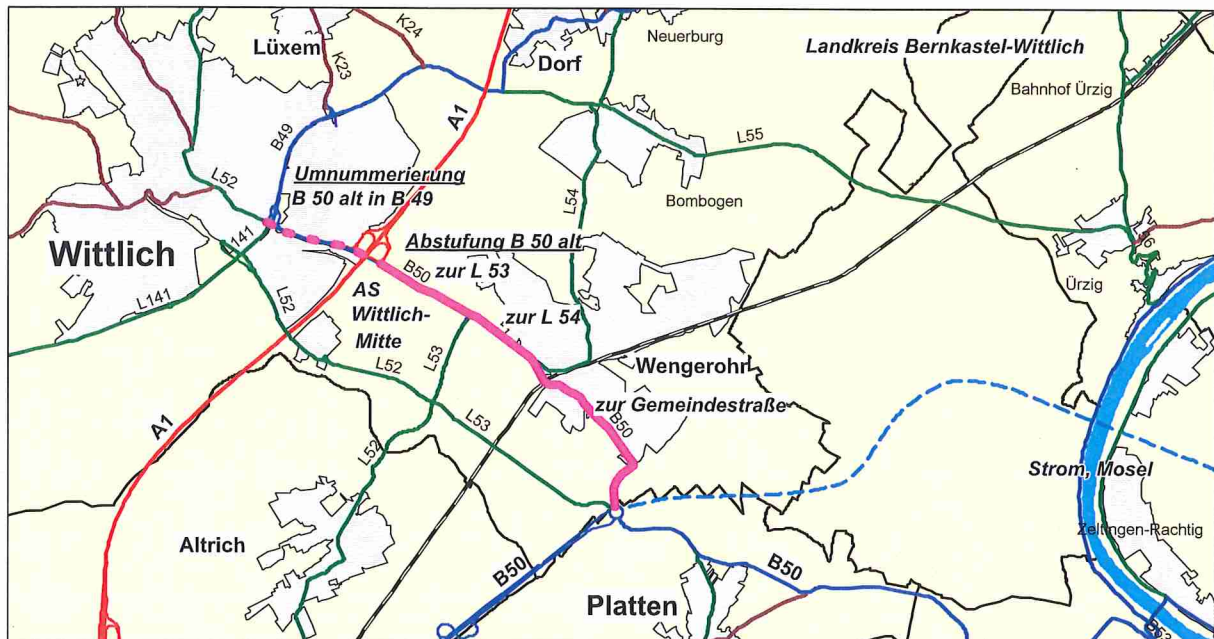 K24
Lüxem
Neuerburg
Landkreis Bernkastel-Wittlich
K23
Dorf
Bahnhof Ürzig
A1
B49
L55
L52
Umnummerierung
B 50 alt in B 49
L54
Bombogen
Wittlich
141
Abstufung B 50 alt
B50
zur L 53
Ürzig
L141
L52
AS
Wittlich-
Mitte
zur L 54
L53
L52
Wengerohr
zur Gemeindestraße
A1
B50
L53
L52
Strom, Mosel
Altrich
Zeltingen-Rachtig
B50
B50
Platten